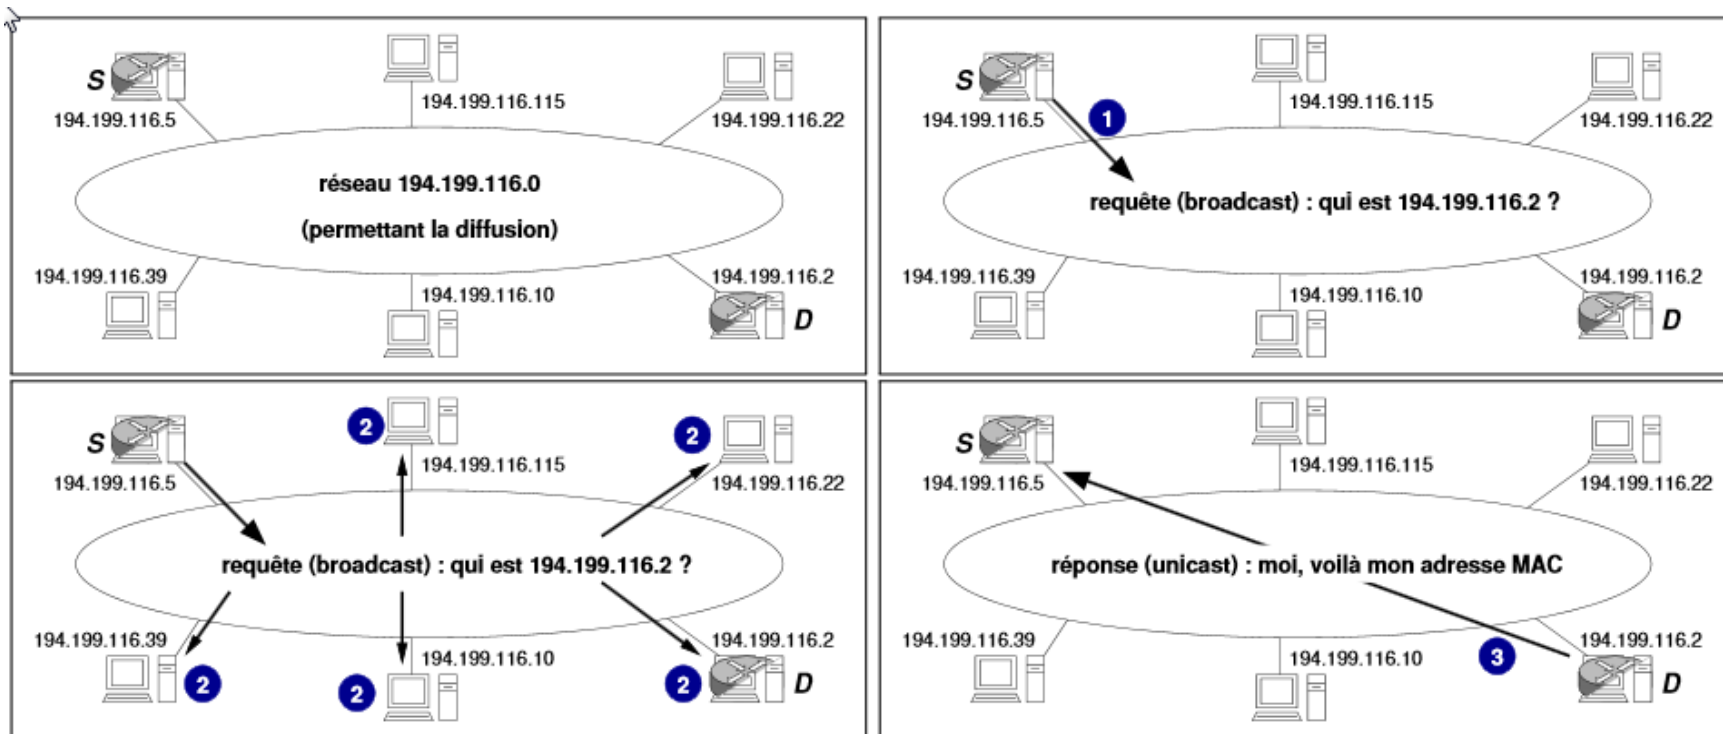 S
194.199.116.5
194.199.116.115
194.199.116.22
réseau 194.199.116.0
(permettant la diffusion)
194.199.116.39
194.199.116.10
194.199.116.2
D
S
194.199.116.5
1
194.199.116.115
194.199.116.22
requête (broadcast) : qui est 194.199.116.2 ?
194.199.116.39
194.199.116.10
194.199.116.2
D
S
194.199.116.5
2
194.199.116.115
2
194.199.116.22
requête (broadcast) : qui est 194.199.116.2 ?
194.199.116.39
2
194.199.116.10
2
194.199.116.2
2
D
S
194.199.116.5
194.199.116.115
194.199.116.22
réponse (unicast) : moi, voilà mon adresse MAC
194.199.116.39
194.199.116.10
3
194.199.116.2
D